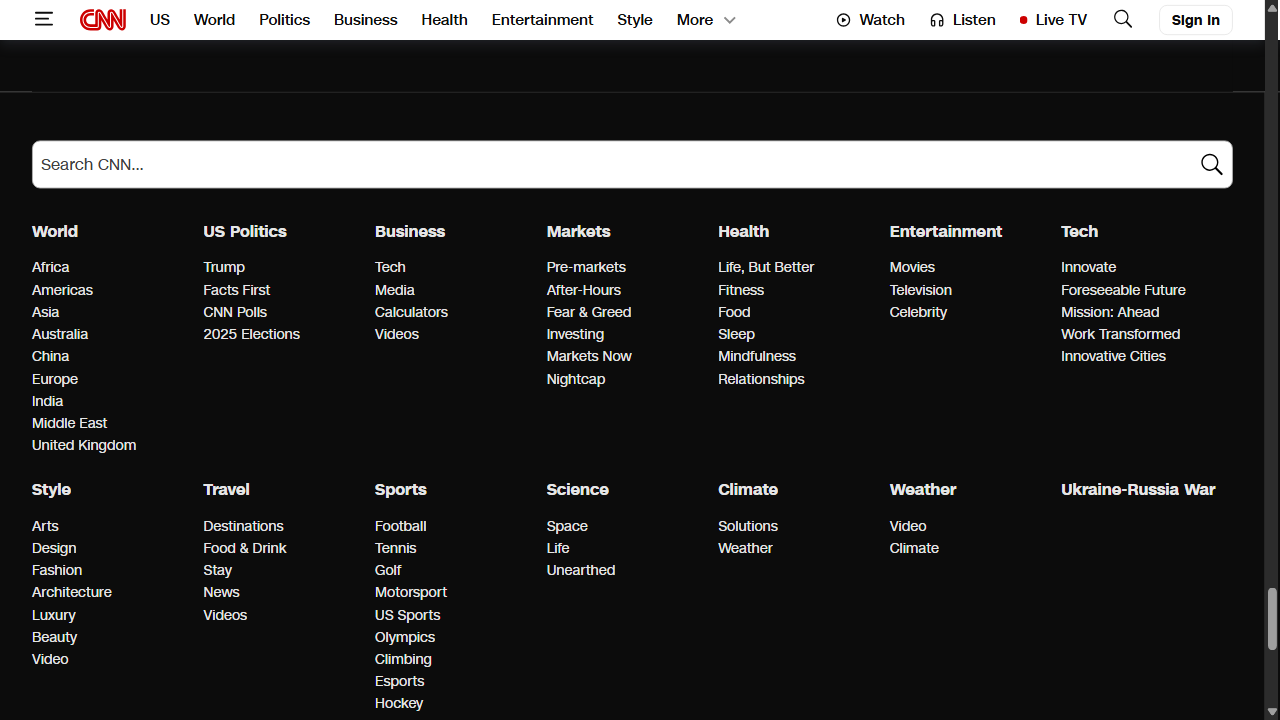 CNN US World Politics Business Health Entertainment Style More Watch Listen Live TV Sign In
Search CNN...
World
Africa
Americas
Asia
Australia
China
Europe
India
Middle East
United Kingdom
US Politics
Trump
Facts First
CNN Polls
2025 Elections
Business
Tech
Media
Calculators
Videos
Markets
Pre-markets
After-Hours
Fear & Greed
Investing
Markets Now
Nightcap
Health
Life, But Better
Fitness
Food
Sleep
Mindfulness
Relationships
Entertainment
Movies
Television
Celebrity
Tech
Innovate
Foreseeable Future
Mission: Ahead
Work Transformed
Innovative Cities
Style
Arts
Design
Fashion
Architecture
Luxury
Beauty
Video
Travel
Destinations
Food & Drink
Stay
News
Videos
Sports
Football
Tennis
Golf
Motorsport
US Sports
Olympics
Climbing
Esports
Hockey
Science
Space
Life
Unearthed
Climate
Solutions
Weather
Weather
Video
Climate
Ukraine-Russia War